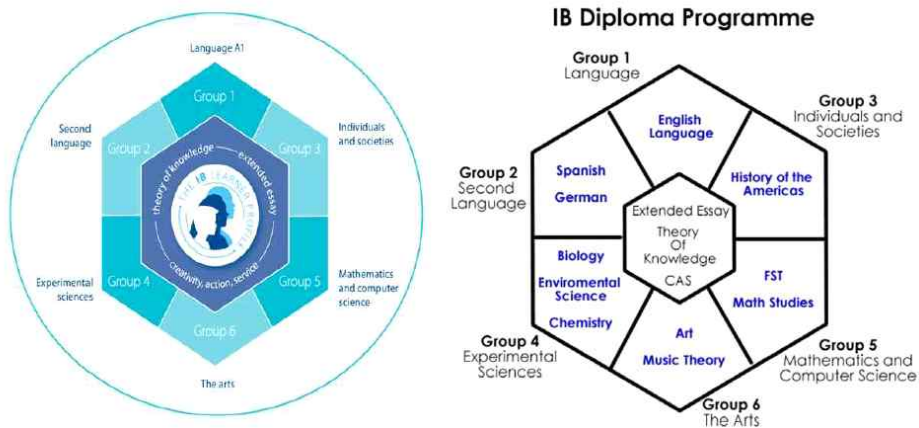 Language A1
Group 1
Second
language
Group 2
Individuals
and societies
Group 3
theory of knowledge
extended essay
THE IB LEARNER PROFILE
creativity, action, service
Experimental
sciences
Group 4
Mathematics
and computer
science
Group 5
Group 6
The arts
IB Diploma Programme
Group 1
Language
English
Language
Group 3
Individuals and
Societies
History of the
Americas
Group 2
Second
Language
Spanish
German
Extended Essay
Theory
Of
Knowledge
CAS
Biology
Enviromental
Science
Chemistry
FST
Math Studies
Group 4
Experimental
Sciences
Art
Music Theory
Group 5
Mathematics and
Computer Science
Group 6
The Arts